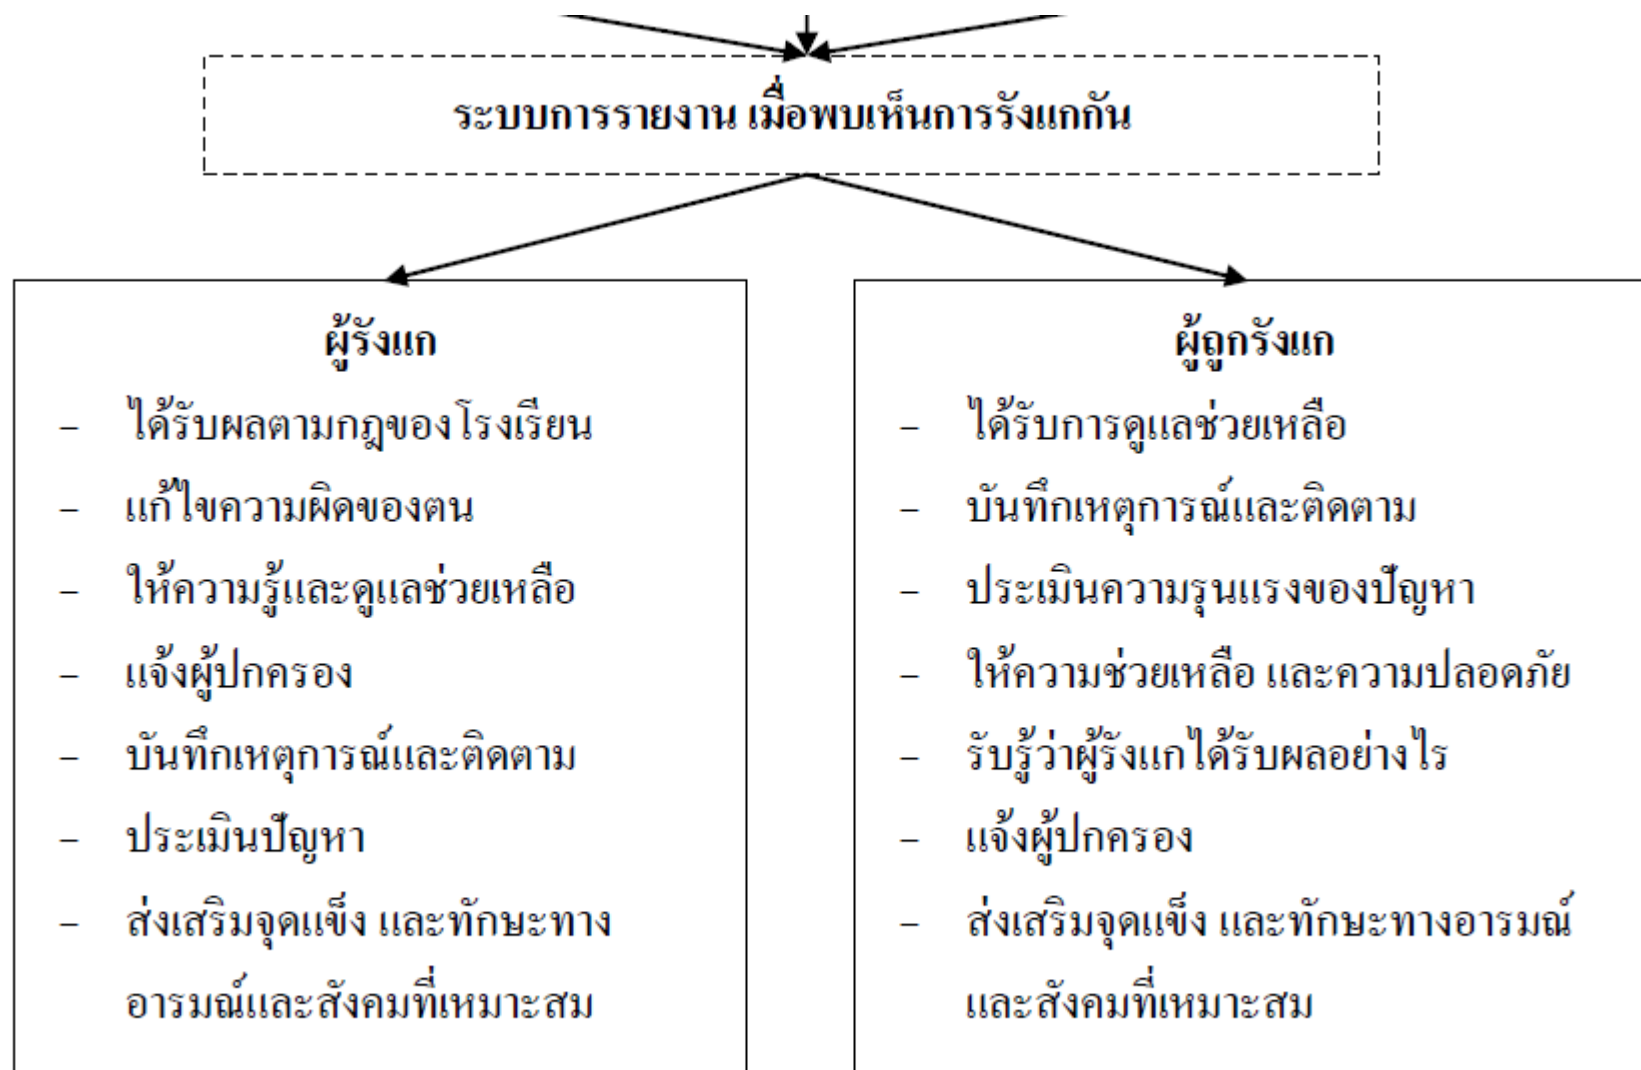 ระบบการรายงาน เมื่อพบเห็นการรังแกกัน
ผู้รังแก
- ได้รับผลตามกฎของโรงเรียน
- แก้ไขความผิดของตน
- ให้ความรู้และดูแลช่วยเหลือ
- แจ้งผู้ปกครอง
- บันทึกเหตุการณ์และติดตาม
- ประเมินปัญหา
- ส่งเสริมจุดแข็ง และทักษะทาง
อารมณ์และสังคมที่เหมาะสม
ผู้ถูกรังแก
- ได้รับการดูแลช่วยเหลือ
- บันทึกเหตุการณ์และติดตาม
- ประเมินความรุนแรงของปัญหา
- ให้ความช่วยเหลือ และความปลอดภัย
- รับรู้ว่าผู้รังแกได้รับผลอย่างไร
- แจ้งผู้ปกครอง
- ส่งเสริมจุดแข็ง และทักษะทางอารมณ์
และสังคมที่เหมาะสม